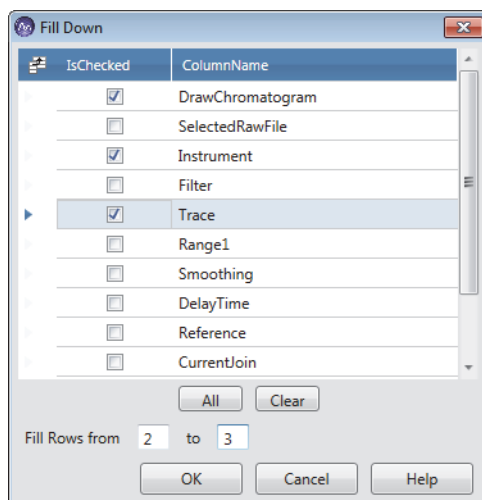 Fill Down
IsChecked ColumnName
DrawChromatogram
SelectedRawFile
Instrument
Filter
Trace
Range1
Smoothing
DelayTime
Reference
CurrentJoin
All Clear
Fill Rows from 2 to 3
OK Cancel Help